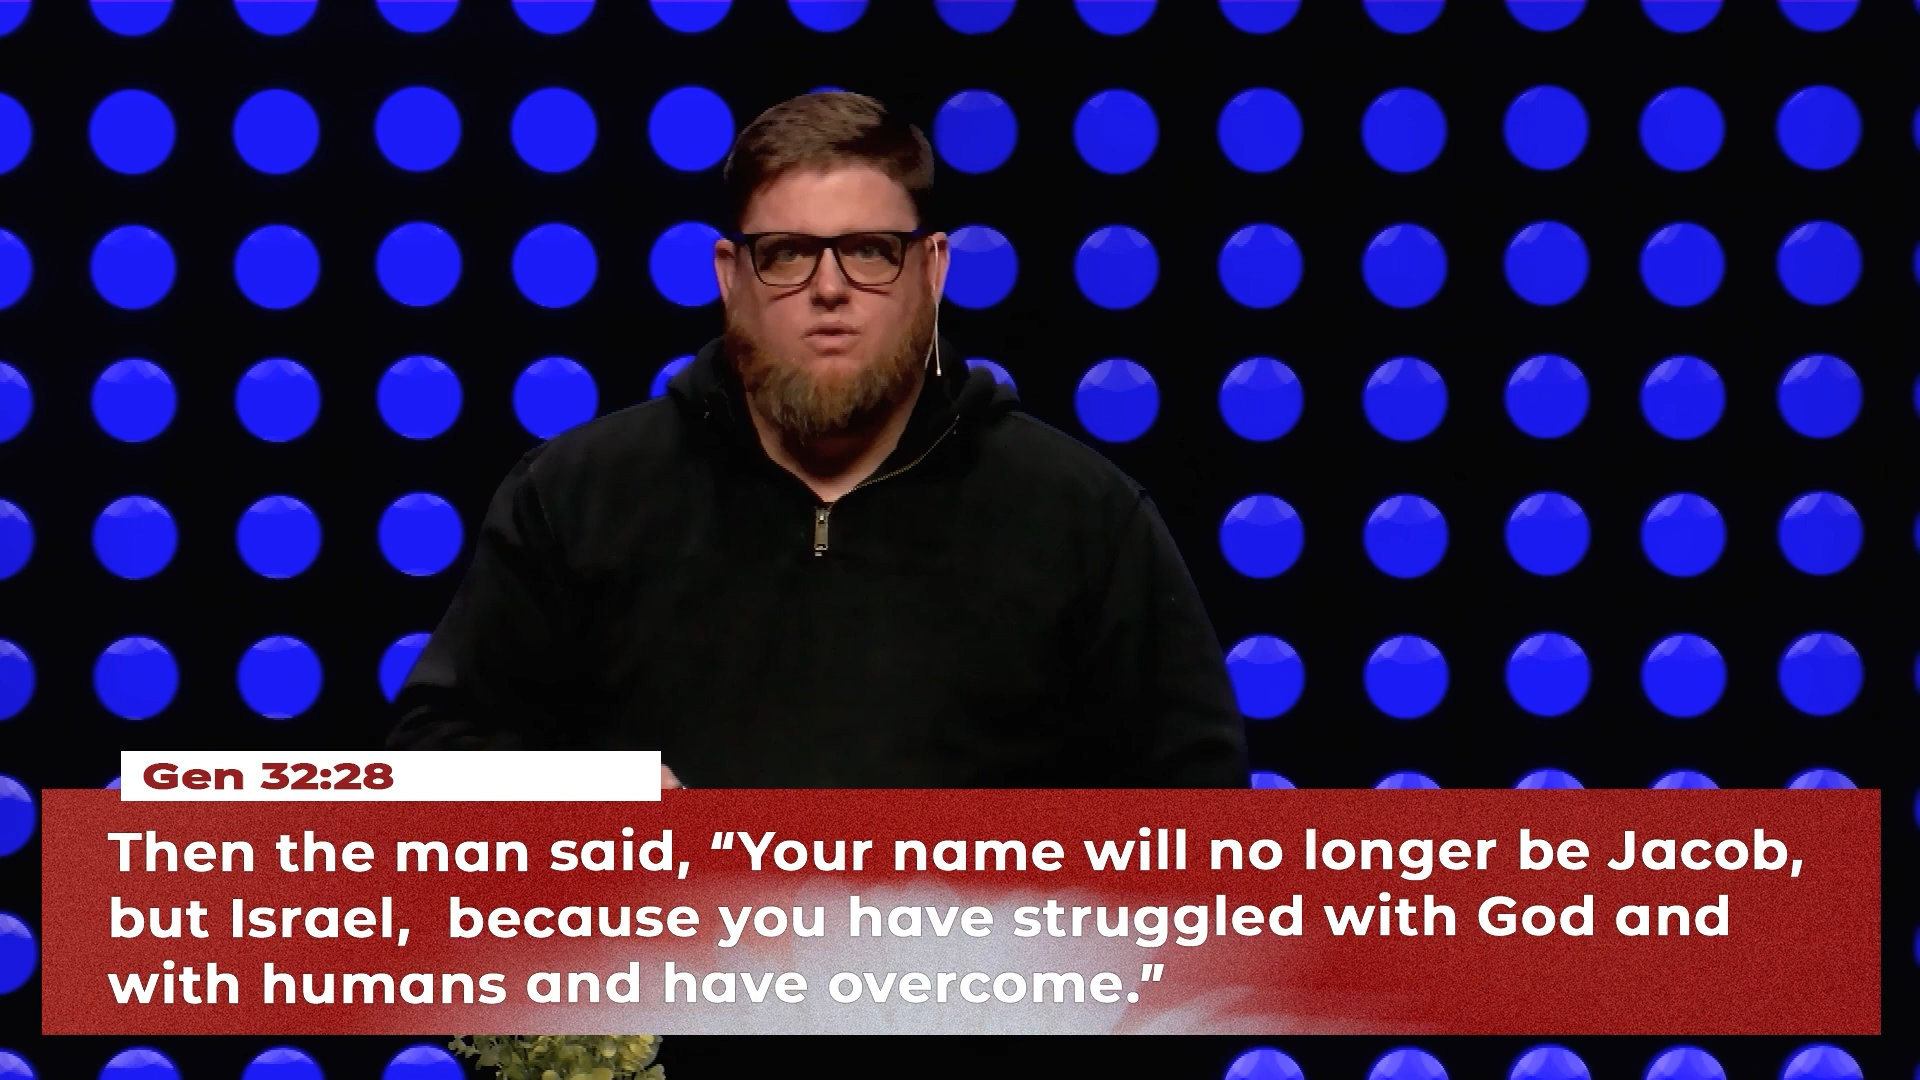 Gen 32:28
Then the man said, “Your name will no longer be Jacob,
but Israel,  because you have struggled with God and
with humans and have overcome.”